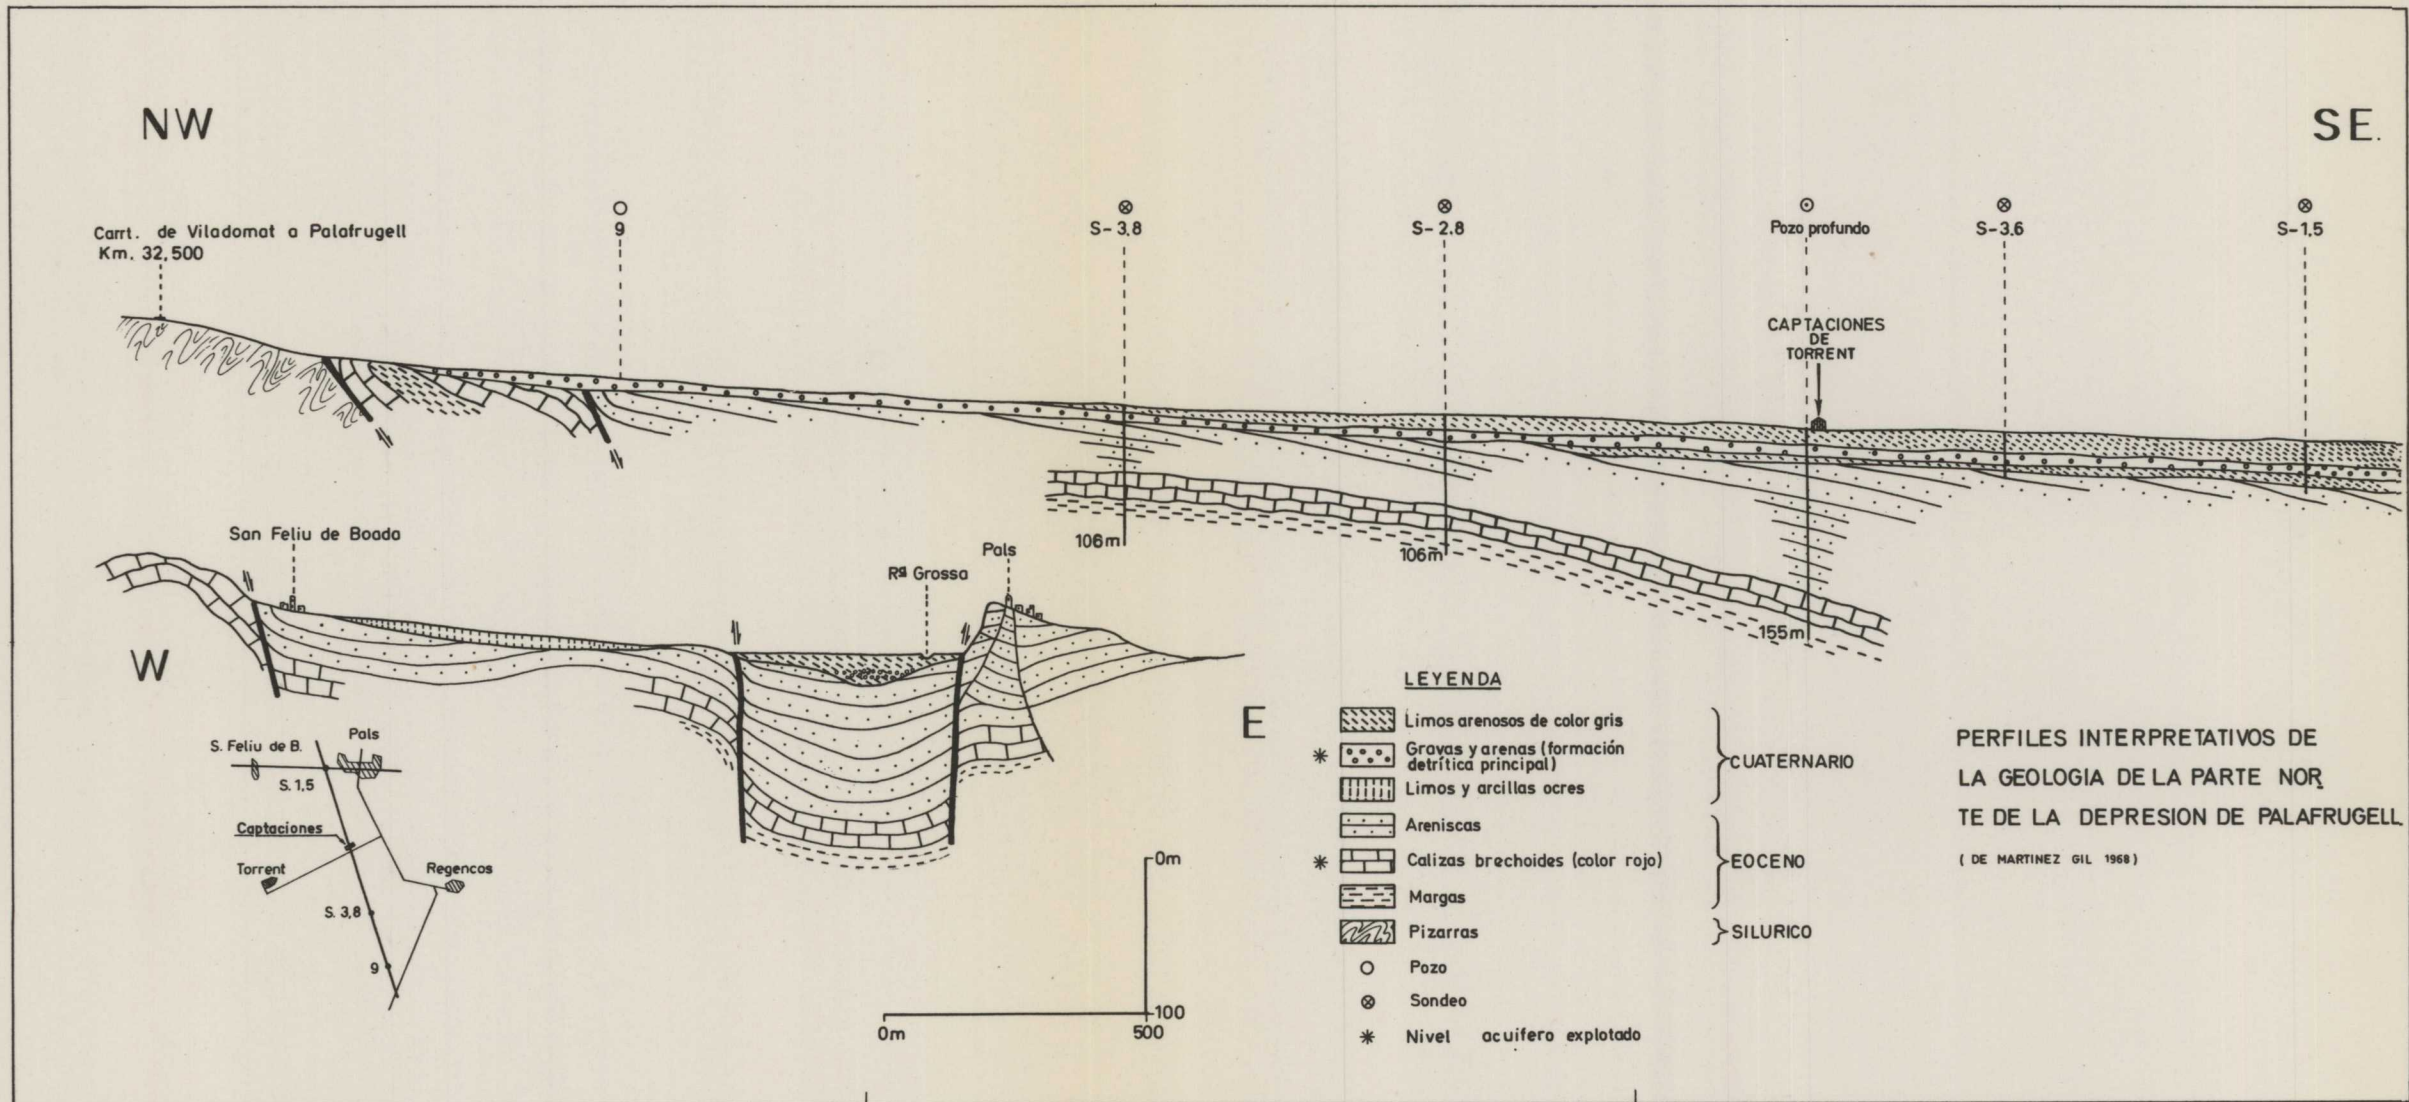 NW
SE.
Carrt. de Viladomat a Palafrugell
Km. 32,500
9
S-3,8
S-2.8
Pozo profundo
S-3.6
S-1,5
CAPTACIONES
DE
TORRENT
106m
106m
155m
San Feliu de Boada
Rª Grossa
Pals
W
E
S. Feliu de B.
Pals
S. 1,5
Captaciones
Torrent
Regencos
S. 3,8
9
0m
100
0m
500
LEYENDA
Limos arenosos de color gris
* Gravas y arenas (formación
detrítica principal)
Limos y arcillas ocres
CUATERNARIO
Areniscas
* Calizas brechoides (color rojo)
Margas
EOCENO
Pizarras
SILURICO
Pozo
Sondeo
* Nivel acuifero explotado
PERFILES INTERPRETATIVOS DE
LA GEOLOGIA DE LA PARTE NOR
TE DE LA DEPRESION DE PALAFRUGELL
( DE MARTINEZ GIL 1968 )